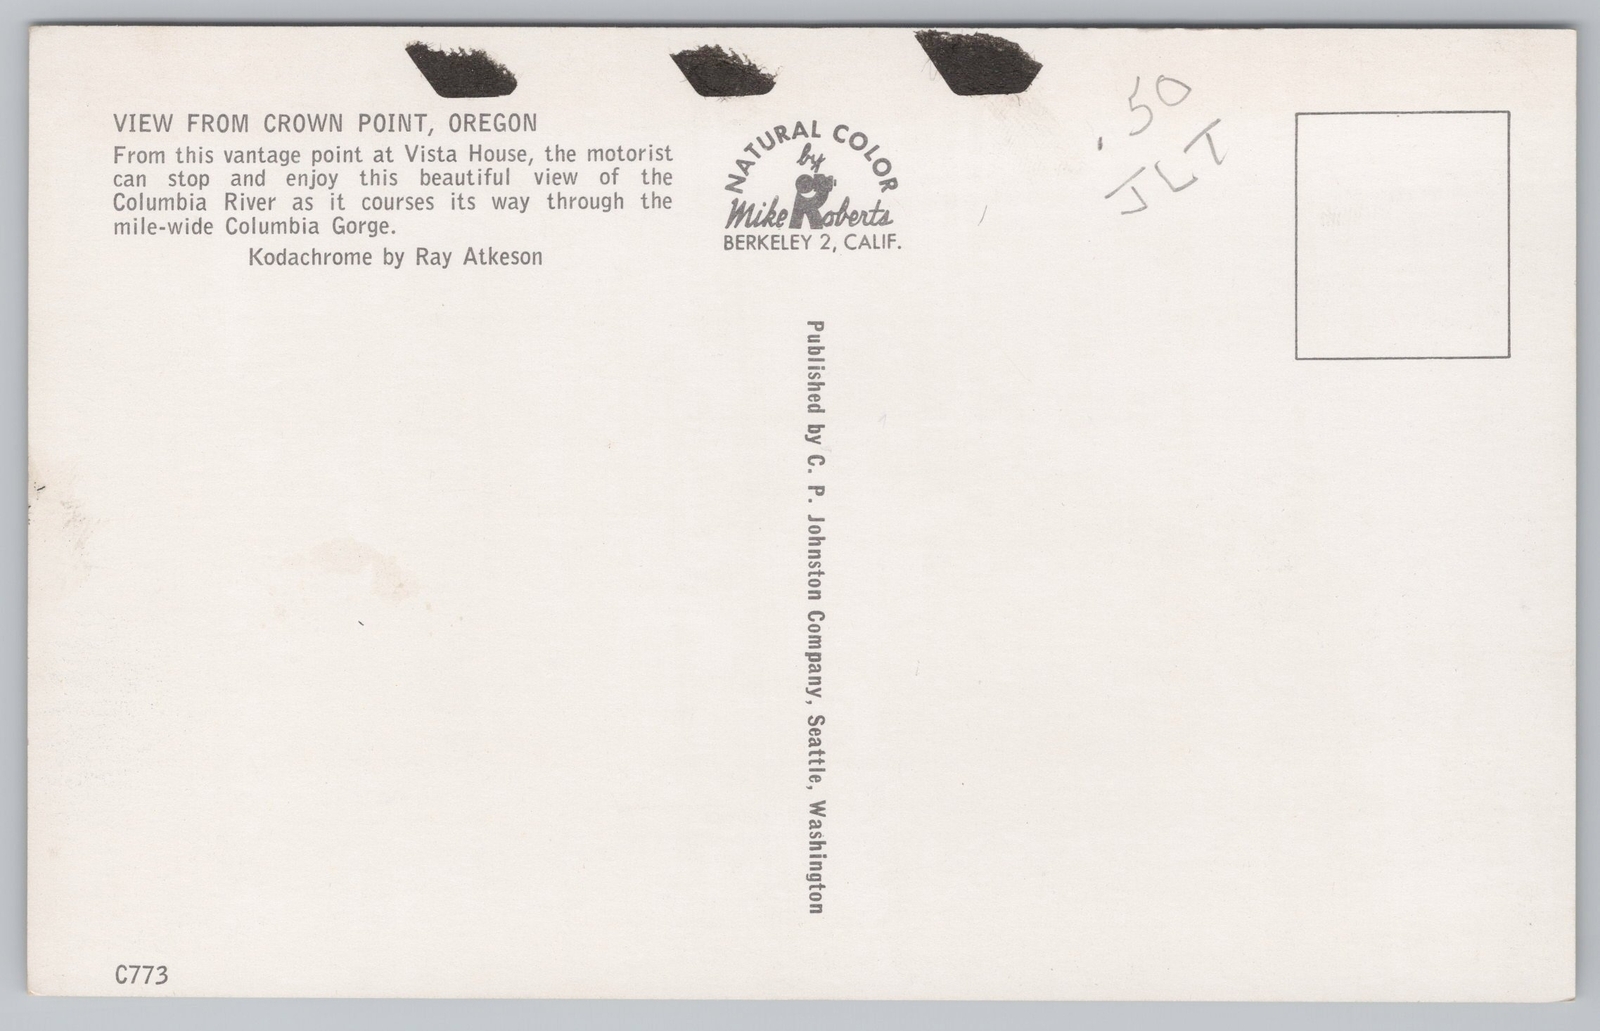 VIEW FROM CROWN POINT, OREGON
From this vantage point at Vista House, the motorist
can stop and enjoy this beautiful view of the
Columbia River as it courses its way through the
mile-wide Columbia Gorge.
Kodachrome by Ray Atkeson
NATURAL COLOR
by
Mike Roberts
BERKELEY 2, CALIF.
.50
JLT
Published by C. P. Johnston Company, Seattle, Washington
C773